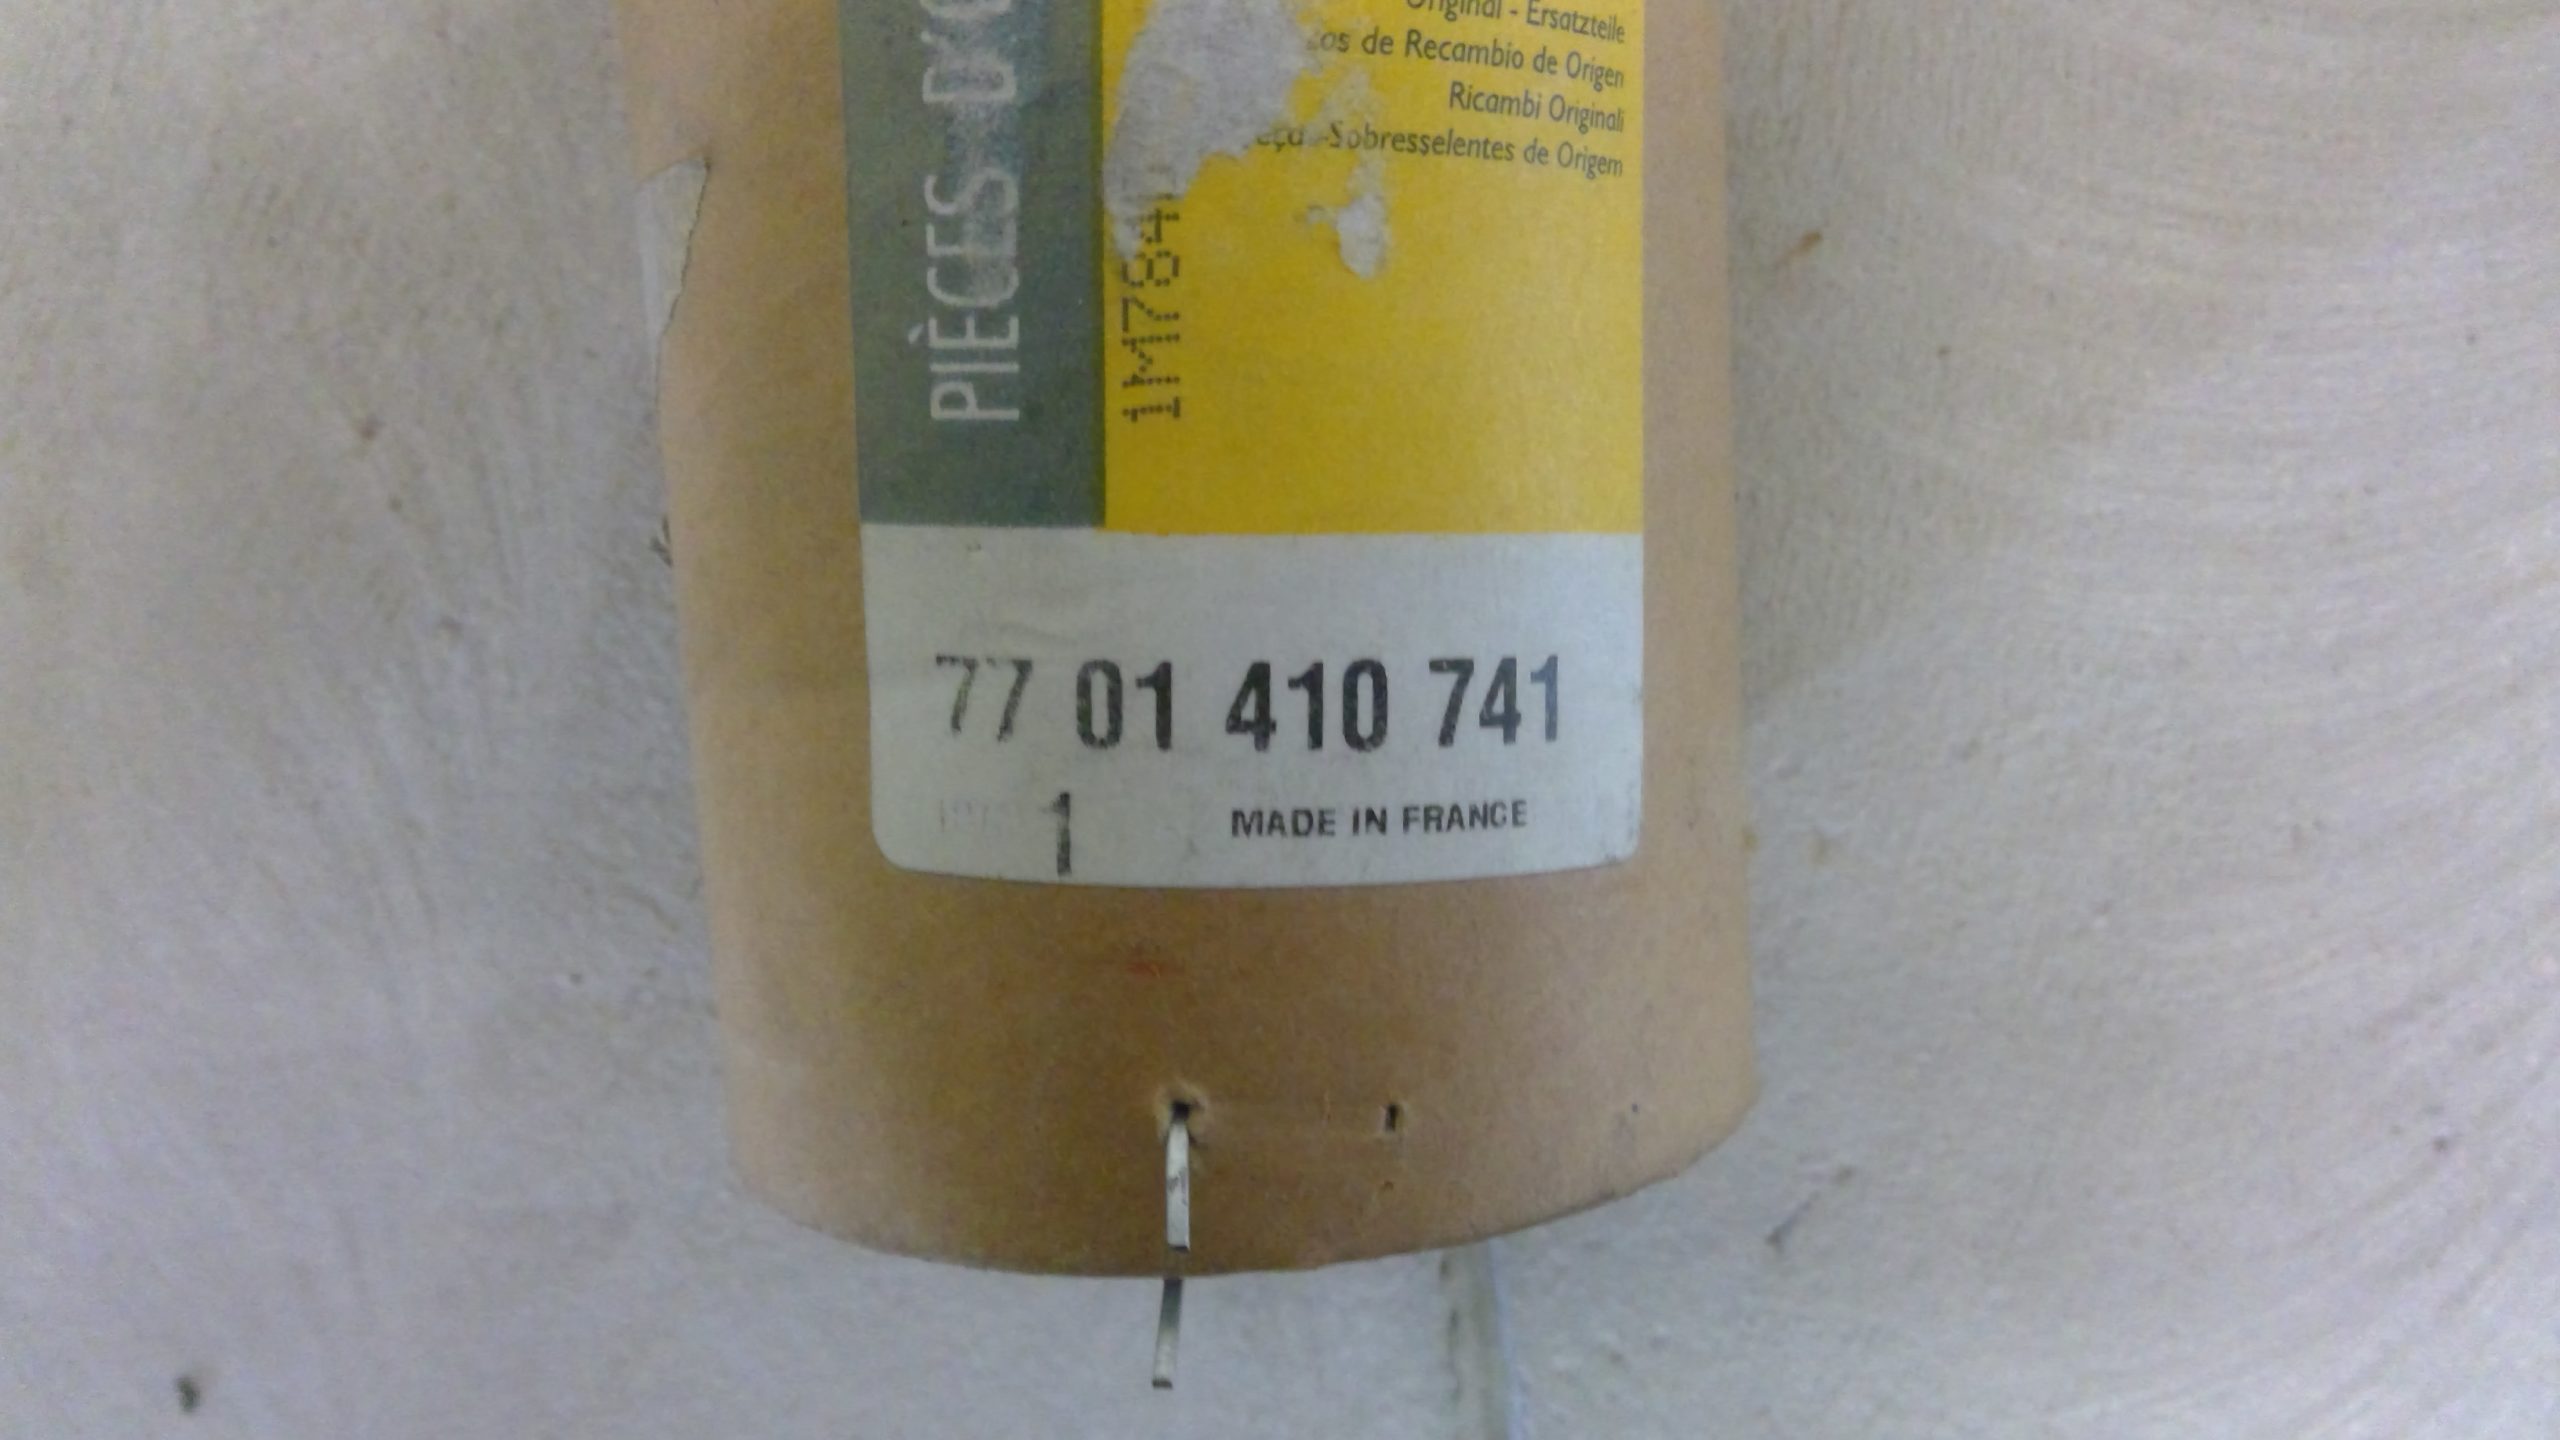 Original - Ersatzteile
de Recambio de Origen
Ricambi Originali
Sobresselentes de Origem
PIÈCES
77 01 410 741
1
MADE IN FRANCE